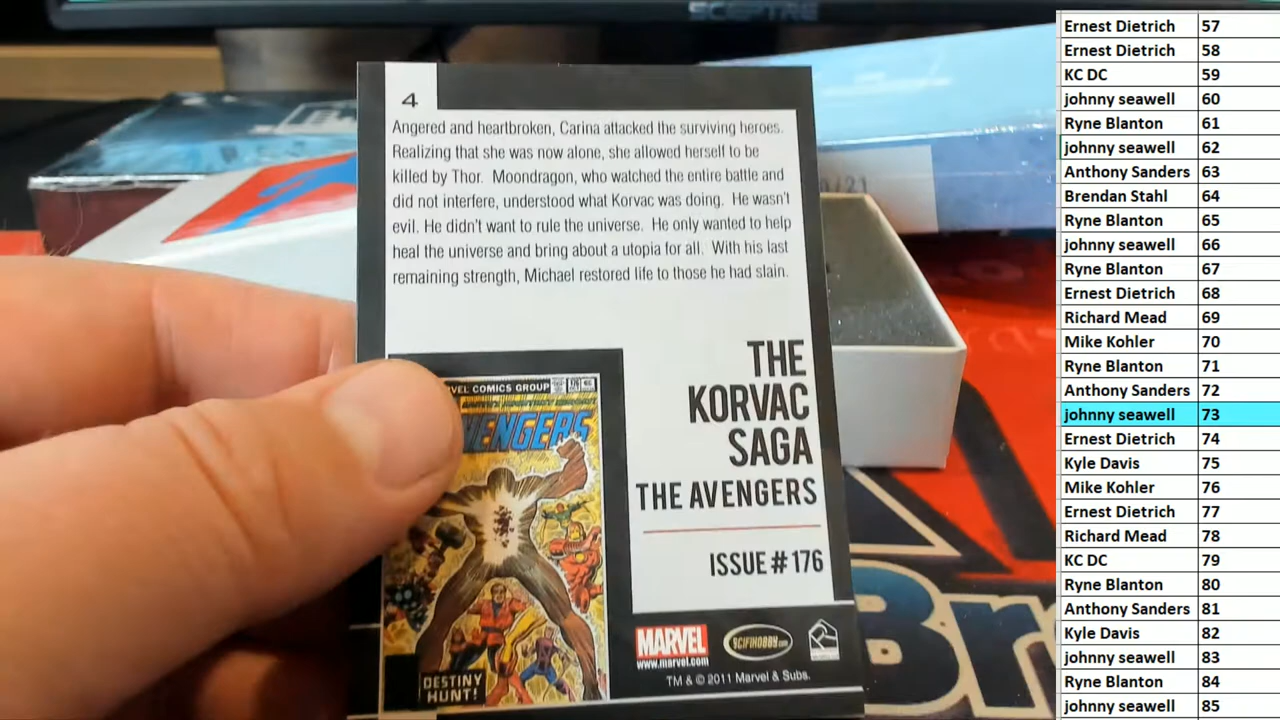 SCEPTRE
4
Angered and heartbroken, Carina attacked the surviving heroes.
Realizing that she was now alone, she allowed herself to be
killed by Thor. Moondragon, who watched the entire battle and
did not interfere, understood what Korvac was doing. He wasn't
evil. He didn't want to rule the universe. He only wanted to help
heal the universe and bring about a utopia for all. With his last
remaining strength, Michael restored life to those he had slain.
THE
KORVAC
SAGA
THE AVENGERS
ISSUE # 176
VEL COMICS GROUP
ENGERS
DESTINY
HUNT!
MARVEL
www.marvel.com
SCIFIHOBBY.com
TM & © 2011 Marvel & Subs.
/21
Br
Ernest Dietrich 57
Ernest Dietrich 58
KC DC 59
johnny seawell 60
Ryne Blanton 61
johnny seawell 62
Anthony Sanders 63
Brendan Stahl 64
Ryne Blanton 65
johnny seawell 66
Ryne Blanton 67
Ernest Dietrich 68
Richard Mead 69
Mike Kohler 70
Ryne Blanton 71
Anthony Sanders 72
johnny seawell 73
Ernest Dietrich 74
Kyle Davis 75
Mike Kohler 76
Ernest Dietrich 77
Richard Mead 78
KC DC 79
Ryne Blanton 80
Anthony Sanders 81
Kyle Davis 82
johnny seawell 83
Ryne Blanton 84
johnny seawell 85